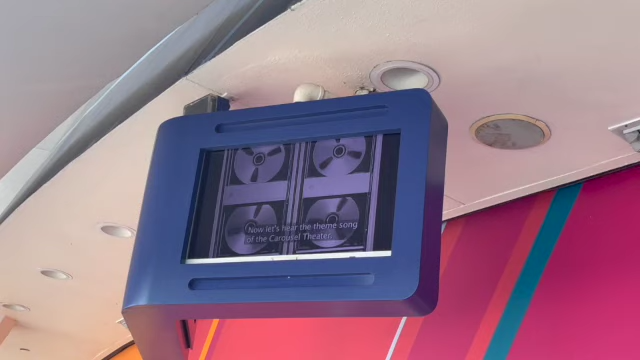 Now let's hear the theme song
of the Carousel Theater.